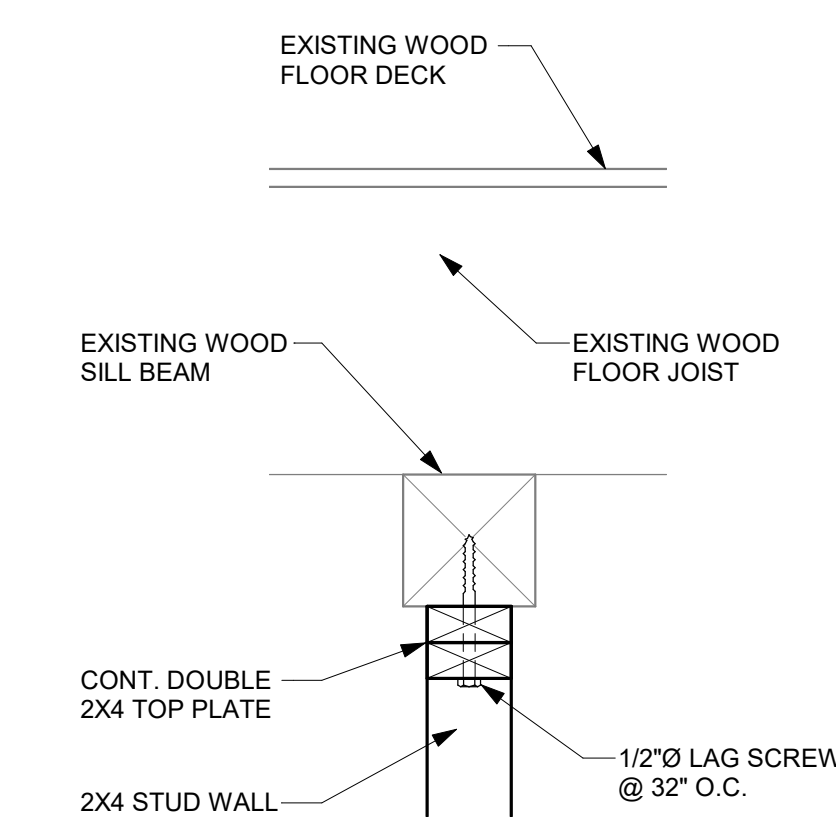 EXISTING WOOD
FLOOR DECK
EXISTING WOOD
SILL BEAM
EXISTING WOOD
FLOOR JOIST
CONT. DOUBLE
2X4 TOP PLATE
1/2"Ø LAG SCREW
@ 32" O.C.
2X4 STUD WALL